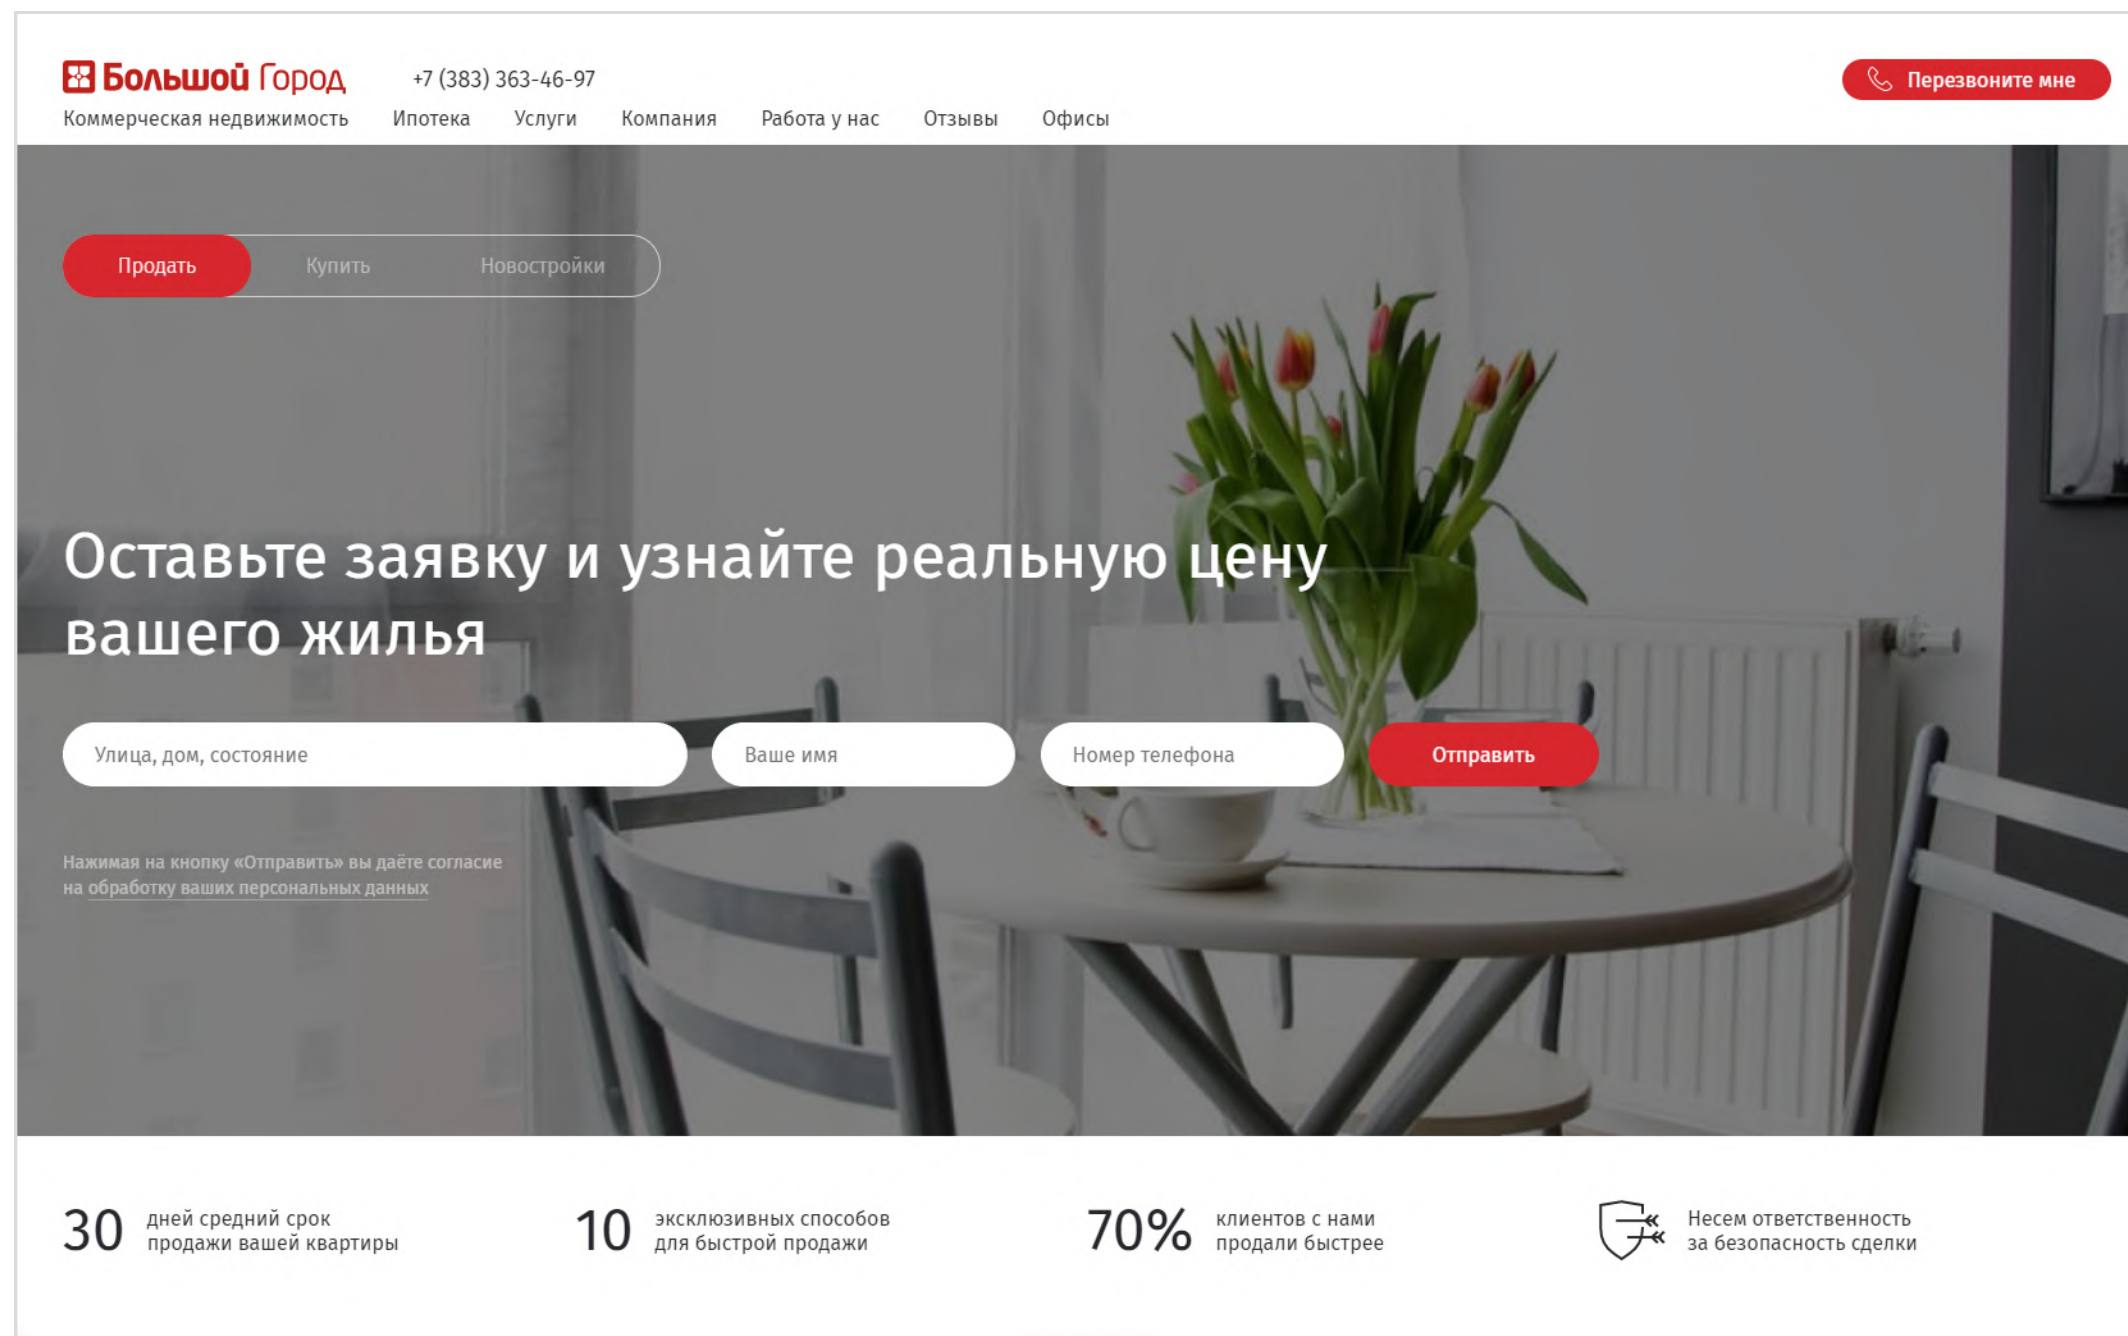 Большой Город
+7 (383) 363-46-97
Перезвоните мне
Коммерческая недвижимость Ипотека Услуги Компания Работа у нас Отзывы Офисы
Продать Купить Новостройки
Оставьте заявку и узнайте реальную цену
вашего жилья
Улица, дом, состояние Ваше имя Номер телефона Отправить
Нажимая на кнопку «Отправить» вы даёте согласие
на обработку ваших персональных данных
30 дней средний срок
продажи вашей квартиры
10 эксклюзивных способов
для быстрой продажи
70% клиентов с нами
продали быстрее
Несем ответственность
за безопасность сделки